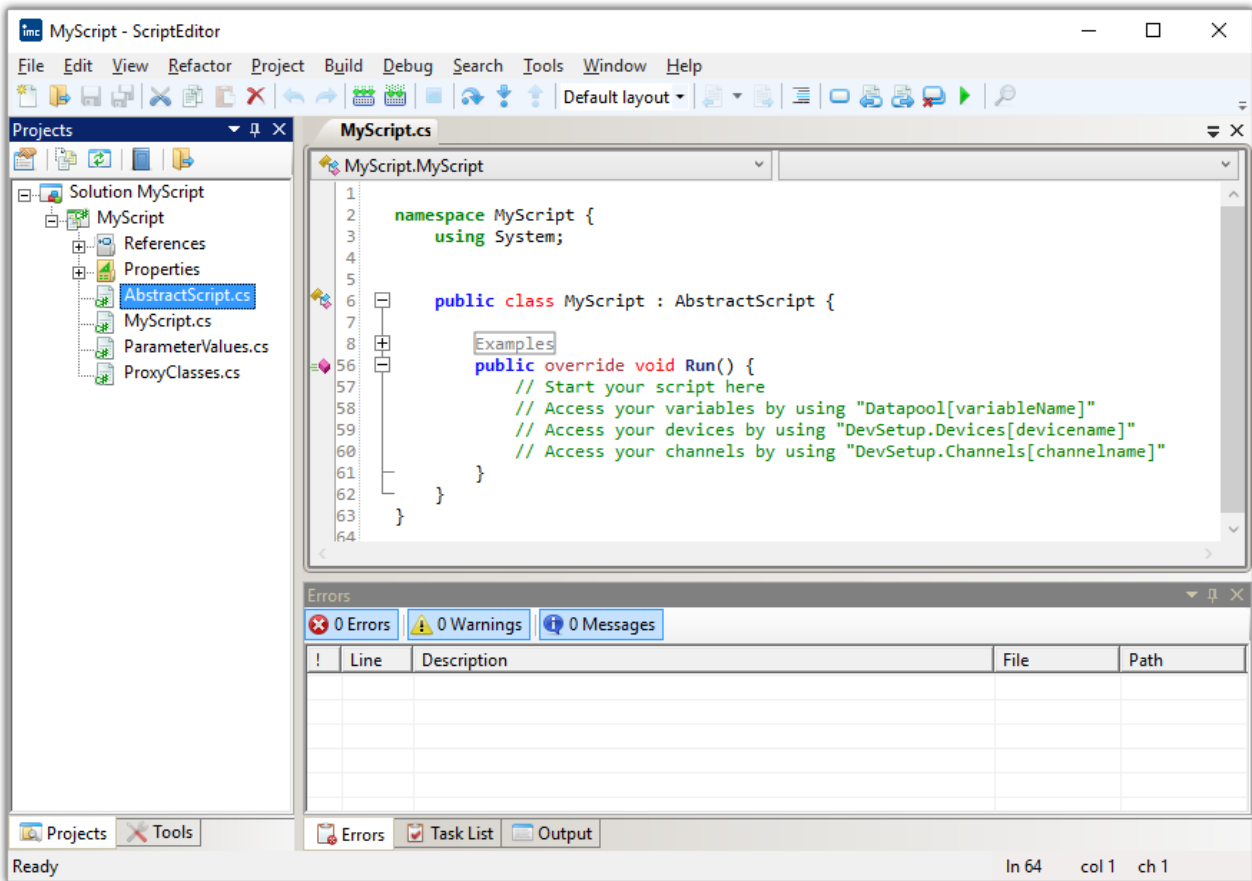 imc MyScript - ScriptEditor
File Edit View Refactor Project Build Debug Search Tools Window Help
Default layout
Projects
MyScript.cs
MyScript.MyScript
Solution MyScript
MyScript
References
Properties
AbstractScript.cs
MyScript.cs
ParameterValues.cs
ProxyClasses.cs
1
2 namespace MyScript {
3 using System;
4
5
6 public class MyScript : AbstractScript {
7
8 Examples
56 public override void Run() {
57 // Start your script here
58 // Access your variables by using "Datapool[variableName]"
59 // Access your devices by using "DevSetup.Devices[devicename]"
60 // Access your channels by using "DevSetup.Channels[channelname]"
61 }
62 }
63 }
64
Errors
0 Errors 0 Warnings 0 Messages
! Line Description File Path
Projects Tools
Errors Task List Output
Ready ln 64 col 1 ch 1